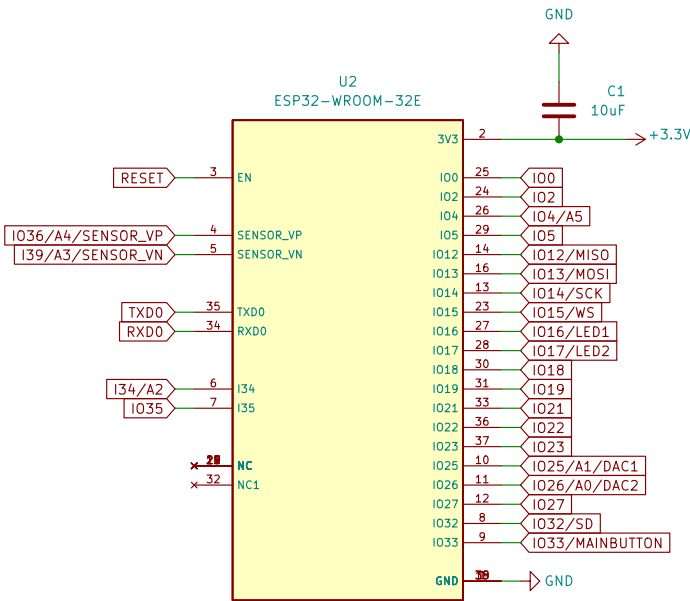 GND
U2
ESP32-WROOM-32E
C1
10uF
3V3 2 +3.3V
RESET 3 EN
IO0 25 IO0
IO2 24 IO2
IO4 26 IO4/A5
IO36/A4/SENSOR_VP 4 SENSOR_VP
IO5 29 IO5
I39/A3/SENSOR_VN 5 SENSOR_VN
IO12 14 IO12/MISO
IO13 16 IO13/MOSI
IO14 13 IO14/SCK
TXD0 35 TXD0
IO15 23 IO15/WS
RXD0 34 RXD0
IO16 27 IO16/LED1
IO17 28 IO17/LED2
IO18 30 IO18
I34/A2 6 I34
IO19 31 IO19
IO35 7 I35
IO21 33 IO21
IO22 36 IO22
IO23 37 IO23
NC
IO25 10 IO25/A1/DAC1
32 NC1
IO26 11 IO26/A0/DAC2
IO27 12 IO27
IO32 8 IO32/SD
IO33 9 IO33/MAINBUTTON
GND GND